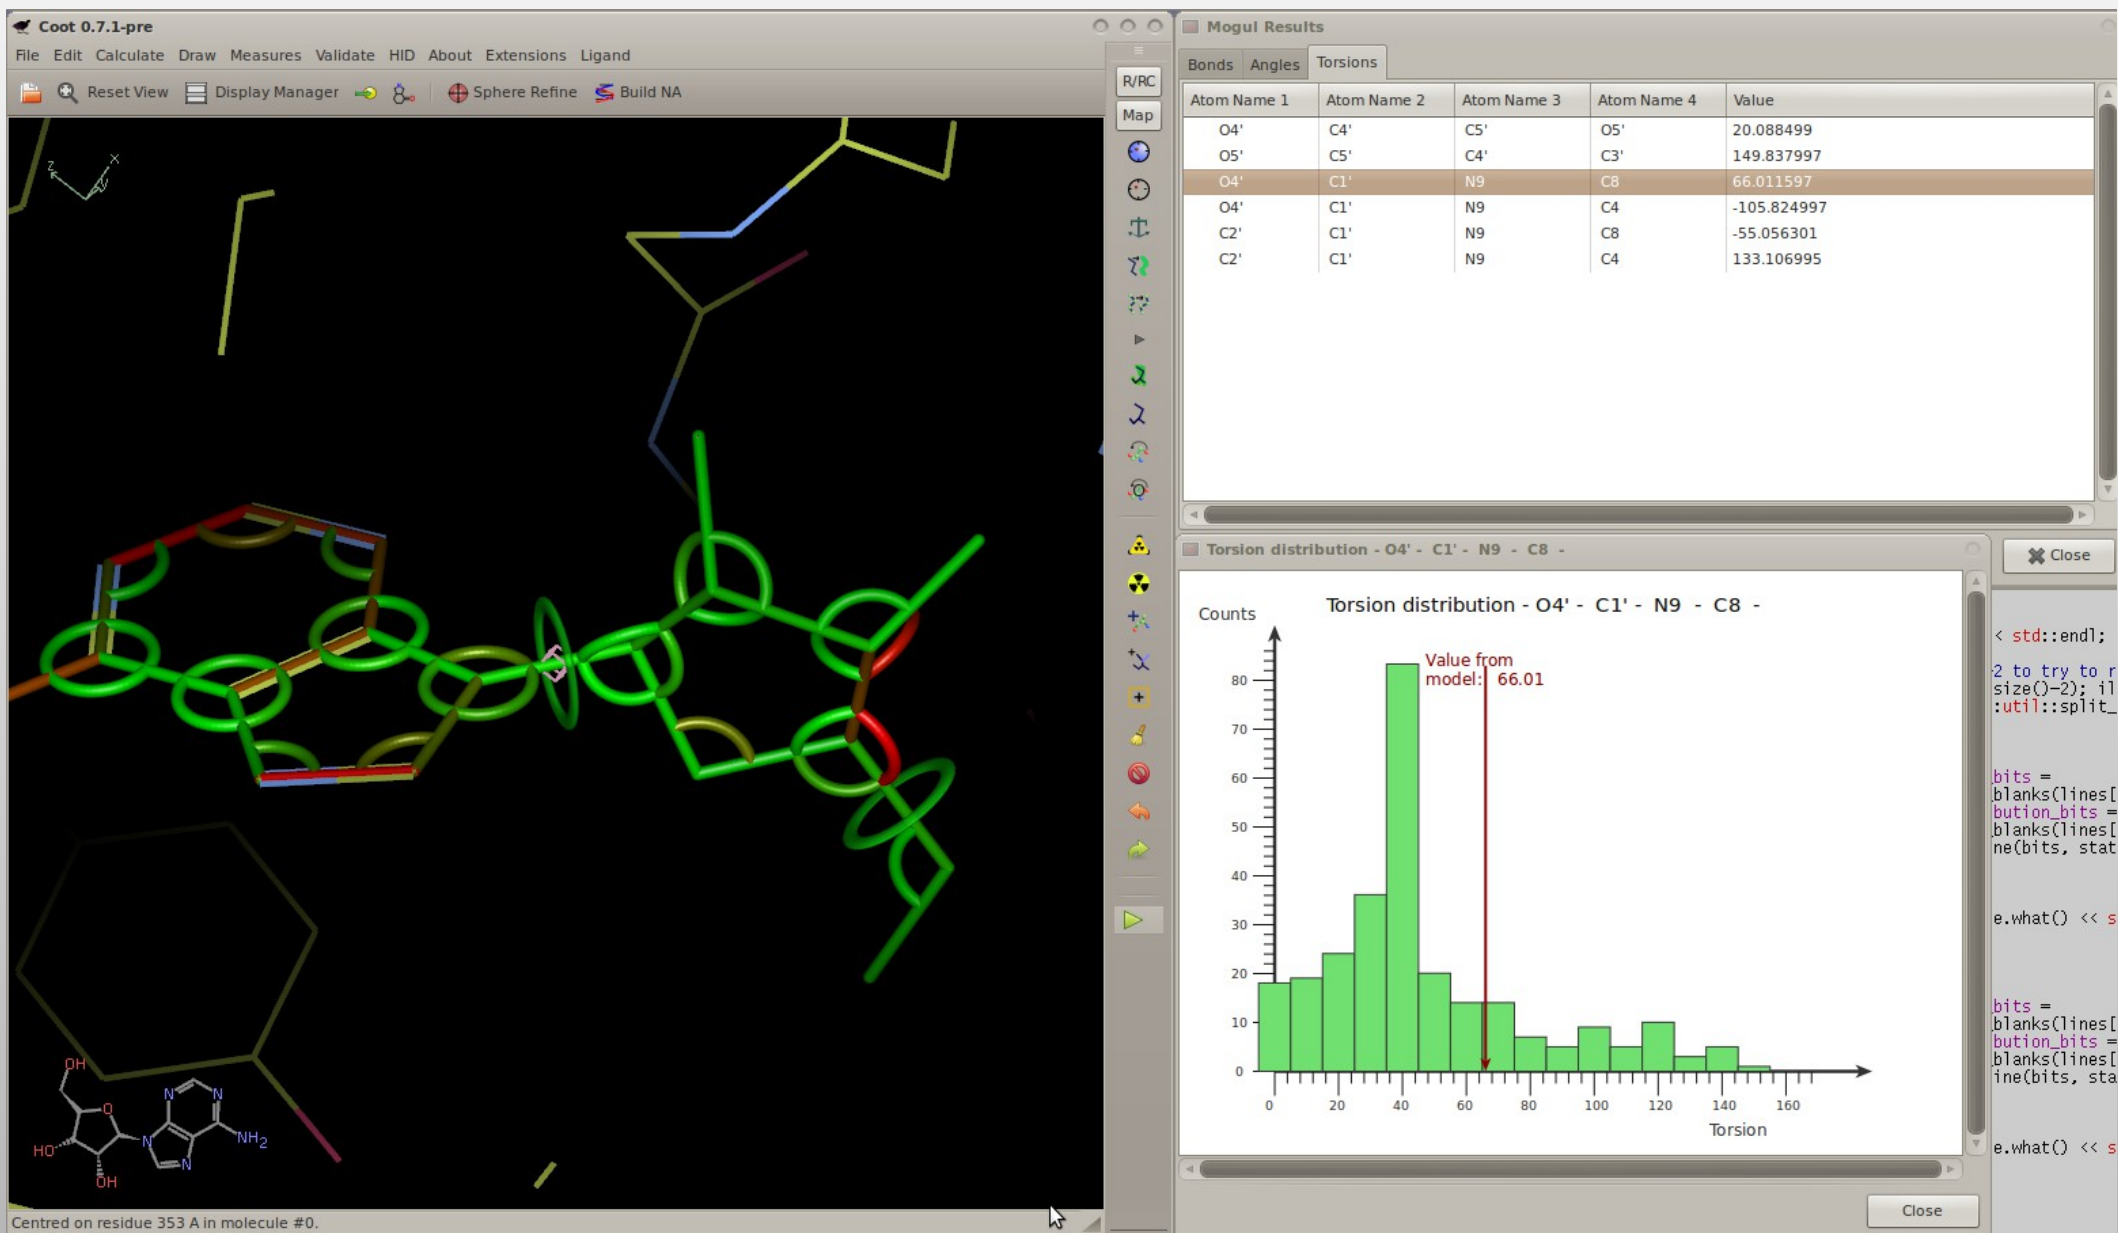 Coot 0.7.1-pre
File Edit Calculate Draw Measures Validate HID About Extensions Ligand
Reset View Display Manager Sphere Refine Build NA
R/RC
Map
z x
OH
O
HO
OH
N
N
N
N
N
NH2
Centred on residue 353 A in molecule #0.
Mogul Results
Bonds Angles Torsions
Atom Name 1 Atom Name 2 Atom Name 3 Atom Name 4 Value
O4' C4' C5' O5' 20.088499
O5' C5' C4' C3' 149.837997
O4' C1' N9 C8 66.011597
O4' C1' N9 C4 -105.824997
C2' C1' N9 C8 -55.056301
C2' C1' N9 C4 133.106995
Close
Torsion distribution - O4' - C1' - N9 - C8 -
Torsion distribution - O4' - C1' - N9 - C8 -
Counts
Value from
model: 66.01
80
70
60
50
40
30
20
10
0
0 20 40 60 80 100 120 140 160
Torsion
Close
< std::endl;
-2 to try to r
size()-2); il
:util::split_
bits =
blanks(lines[
bution_bits =
blanks(lines[
ne(bits, stat
e.what() << s
bits =
blanks(lines[
bution_bits =
blanks(lines[
ine(bits, sta
e.what() << s